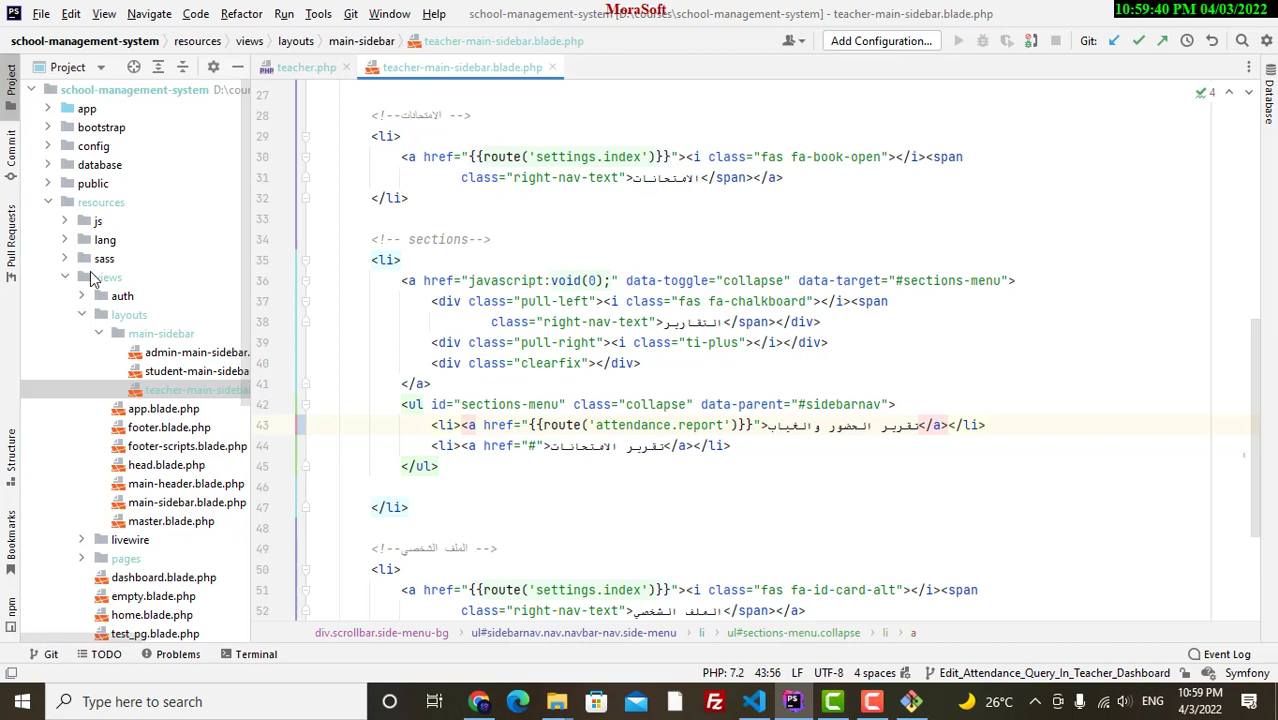 File Edit View Navigate Code Refactor Run Tools Git Window Help school-management-system [D:\courses\school-management-system] - teacher-main-sidebar.blade.php
MoraSoft
10:59:40 PM 04/03/2022
school-management-system resources views layouts main-sidebar teacher-main-sidebar.blade.php Add Configuration... Git:
Project teacher.php teacher-main-sidebar.blade.php
school-management-system D:\cour
app
bootstrap
config
database
public
resources
js
lang
sass
views
auth
layouts
main-sidebar
admin-main-sidebar.
student-main-sideba
teacher-main-sideba
app.blade.php
footer.blade.php
footer-scripts.blade.php
head.blade.php
main-header.blade.php
main-sidebar.blade.php
master.blade.php
livewire
pages
dashboard.blade.php
empty.blade.php
home.blade.php
test_pg.blade.php
Project
Commit
Pull Requests
Structure
Bookmarks
npm
Database
4
27
28 <!--الامتحانات -->
29 <li>
30 <a href="{{route('settings.index')}}"><i class="fas fa-book-open"></i><span
31 class="right-nav-text">الامتحانات</span></a>
32 </li>
33
34 <!-- sections-->
35 <li>
36 <a href="javascript:void(0);" data-toggle="collapse" data-target="#sections-menu">
37 <div class="pull-left"><i class="fas fa-chalkboard"></i><span
38 class="right-nav-text">التقارير</span></div>
39 <div class="pull-right"><i class="ti-plus"></i></div>
40 <div class="clearfix"></div>
41 </a>
42 <ul id="sections-menu" class="collapse" data-parent="#sidebarnav">
43 <li><a href="{{route('attendance.report')}}">تقرير الحضور والغياب</a></li>
44 <li><a href="#">تقرير الامتحانات</a></li>
45 </ul>
46
47 </li>
48
49 <!--الملف الشخصي -->
50 <li>
51 <a href="{{route('settings.index')}}"><i class="fas fa-id-card-alt"></i><span
52 class="right-nav-text">الملف الشخصي</span></a>
div.scrollbar.side-menu-bg ul#sidebarnav.nav.navbar-nav.side-menu li ul#sections-menu.collapse li a
Git TODO Problems Terminal Event Log
PHP: 7.2 43:56 LF UTF-8 4 spaces Edit_Attendance_Query_In_Teacher_Dashboard Symfony
Type here to search 26°C ENG 10:59 PM
4/3/2022